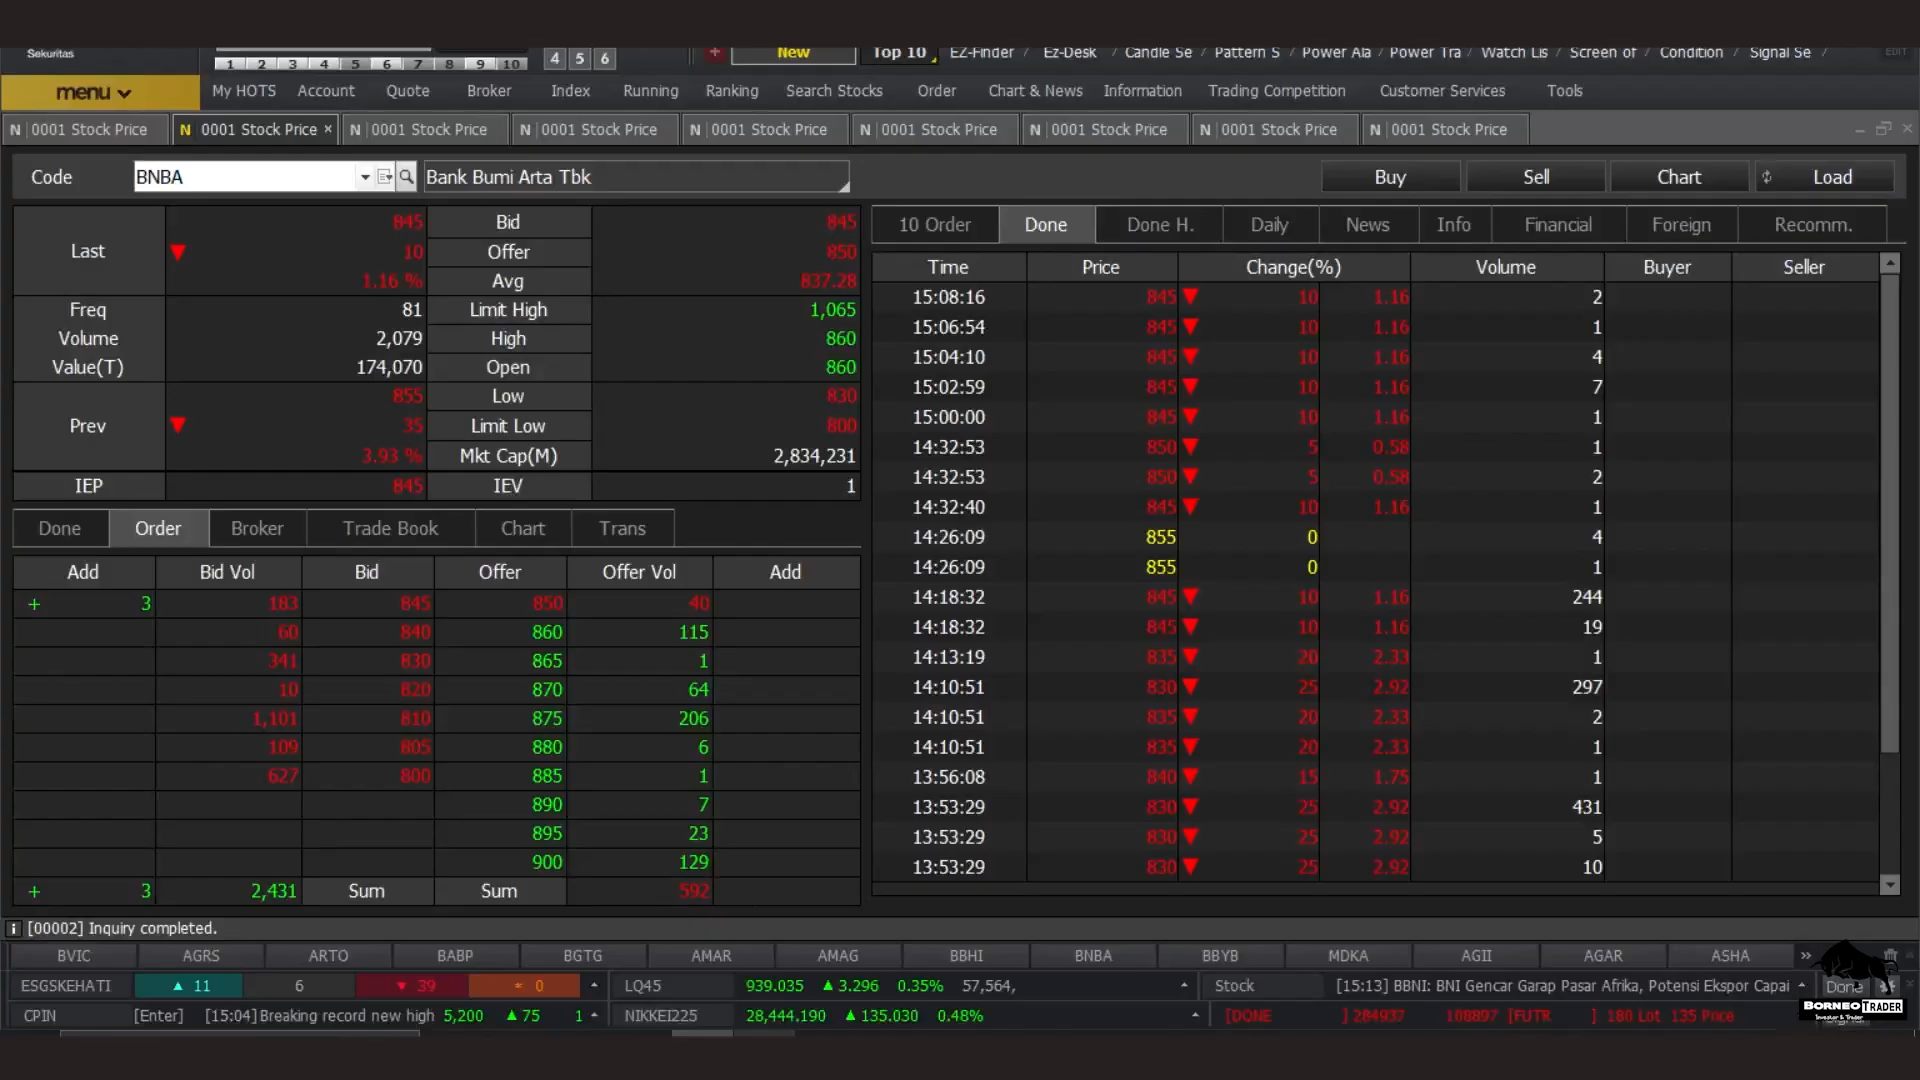 Sekuritas
1 2 3 4 5 6 7 8 9 10 4 5 6 + New Top 10 EZ-Finder / Ez-Desk / Candle Se / Pattern S / Power Ala / Power Tra / Watch Lis / Screen of / Condition / Signal Se / EDIT
menu My HOTS Account Quote Broker Index Running Ranking Search Stocks Order Chart & News Information Trading Competition Customer Services Tools
N 0001 Stock Price N 0001 Stock Price × N 0001 Stock Price N 0001 Stock Price N 0001 Stock Price N 0001 Stock Price N 0001 Stock Price N 0001 Stock Price N 0001 Stock Price
Code BNBA Bank Bumi Arta Tbk Buy Sell Chart Load
Last ▼ 845 Bid 845
10 Offer 850
1.16 % Avg 837.28
Freq 81 Limit High 1,065
Volume 2,079 High 860
Value(T) 174,070 Open 860
Prev ▼ 855 Low 830
35 Limit Low 800
3.93 % Mkt Cap(M) 2,834,231
IEP 845 IEV 1
Done Order Broker Trade Book Chart Trans
Add Bid Vol Bid Offer Offer Vol Add
+ 3 183 845 850 40
60 840 860 115
341 830 865 1
10 820 870 64
1,101 810 875 206
109 805 880 6
627 800 885 1
890 7
895 23
900 129
+ 3 2,431 Sum Sum 592
10 Order Done Done H. Daily News Info Financial Foreign Recomm.
Time Price Change(%) Volume Buyer Seller
15:08:16 845 ▼ 10 1.16 2
15:06:54 845 ▼ 10 1.16 1
15:04:10 845 ▼ 10 1.16 4
15:02:59 845 ▼ 10 1.16 7
15:00:00 845 ▼ 10 1.16 1
14:32:53 850 ▼ 5 0.58 1
14:32:53 850 ▼ 5 0.58 2
14:32:40 845 ▼ 10 1.16 1
14:26:09 855 0 4
14:26:09 855 0 1
14:18:32 845 ▼ 10 1.16 244
14:18:32 845 ▼ 10 1.16 19
14:13:19 835 ▼ 20 2.33 1
14:10:51 830 ▼ 25 2.92 297
14:10:51 835 ▼ 20 2.33 2
14:10:51 835 ▼ 20 2.33 1
13:56:08 840 ▼ 15 1.75 1
13:53:29 830 ▼ 25 2.92 431
13:53:29 830 ▼ 25 2.92 5
13:53:29 830 ▼ 25 2.92 10
i [00002] Inquiry completed.
BVIC AGRS ARTO BABP BGTG AMAR AMAG BBHI BNBA BBYB MDKA AGII AGAR ASHA »
ESGSKEHATI ▲ 11 6 ▼ 39 0 LQ45 939.035 ▲ 3.296 0.35% 57,564, Stock [15:13] BBNI: BNI Gencar Garap Pasar Afrika, Potensi Ekspor Capai Done
CPIN [Enter] [15:04]Breaking record new high 5,200 ▲ 75 1 NIKKEI225 28,444.190 ▲ 135.030 0.48% [DONE ] 284937 108897 [FUTR ] 180 Lot 135 Price
BORNEO TRADER
Investor & Trader